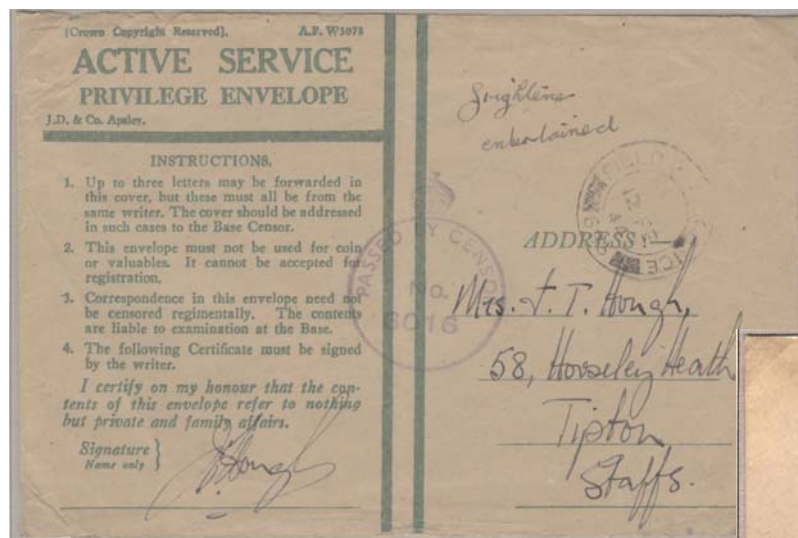 [Crown Copyright Reserved]. A.F. W3078
ACTIVE SERVICE
PRIVILEGE ENVELOPE
J.D. & Co. Apsley.
INSTRUCTIONS.
1. Up to three letters may be forwarded in
this cover, but these must all be from the
same writer. The cover should be addressed
in such cases to the Base Censor.
2. This envelope must not be used for coin
or valuables. It cannot be accepted for
registration.
3. Correspondence in this envelope need not
be censored regimentally. The contents
are liable to examination at the Base.
4. The following Certificate must be signed
by the writer.
I certify on my honour that the con-
tents of this envelope refer to nothing
but private and family affairs.
Signature
Name only
Hough
PASSED BY CENSOR
No.
6016
frightens
entertained
FIELD
12
44
ADDRESS:—
Mrs. F. T. Hough,
58, Horseley Heath
Tipton
Staffs.